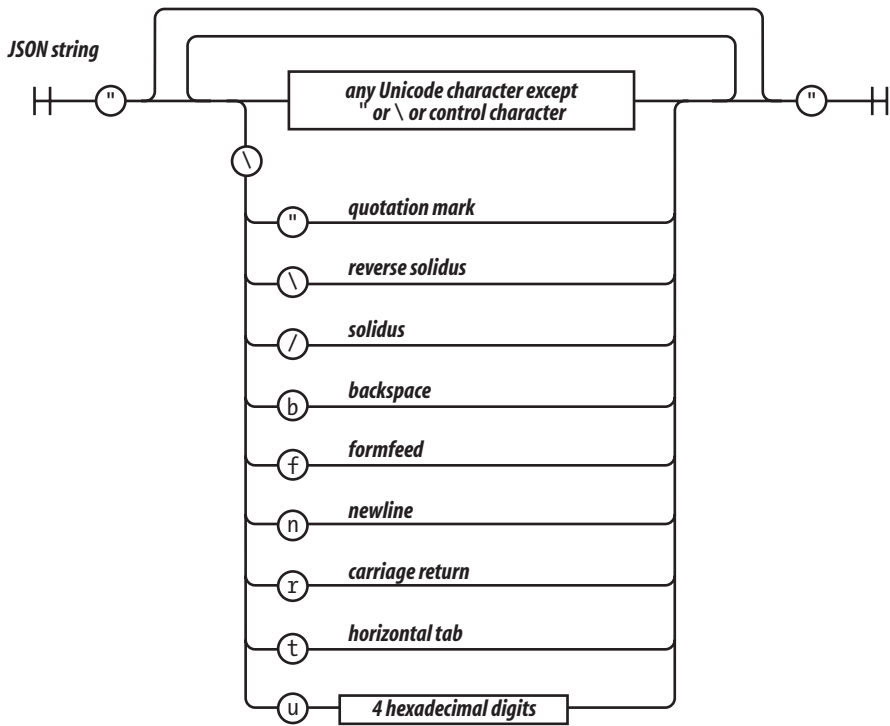 JSON string
" any Unicode character except "
" or \ or control character
\
" quotation mark
\ reverse solidus
/ solidus
b backspace
f formfeed
n newline
r carriage return
t horizontal tab
u 4 hexadecimal digits